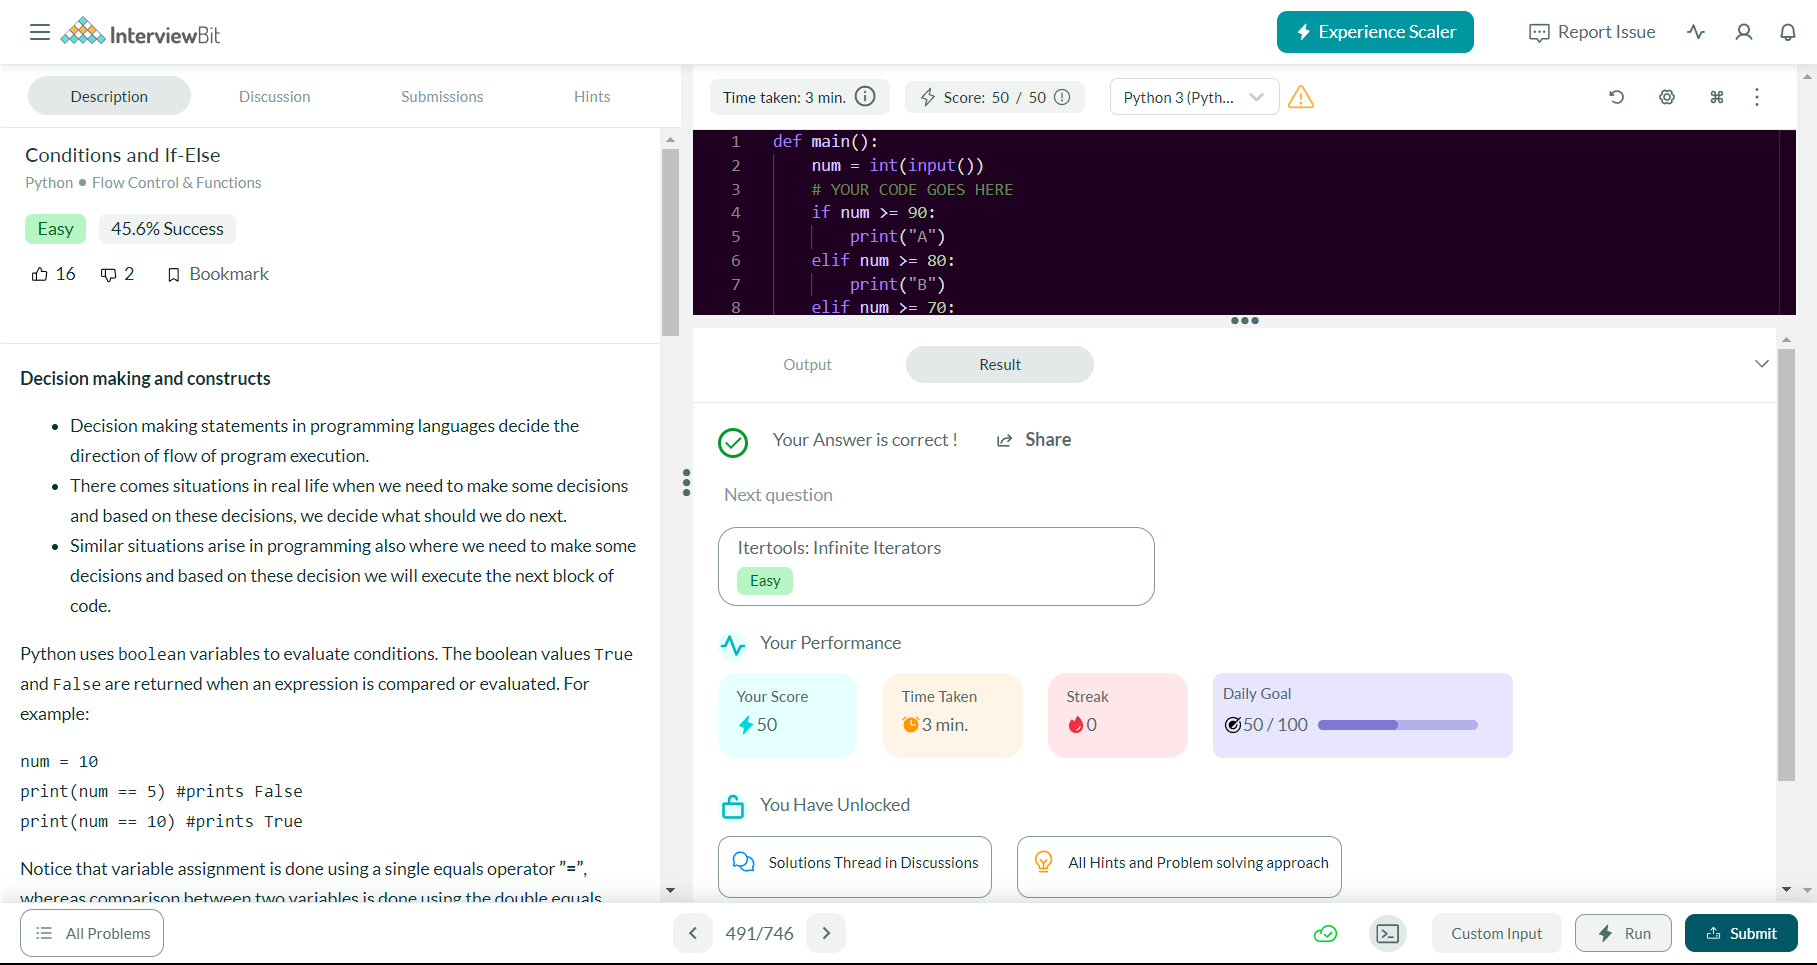 InterviewBit
Experience Scaler
Report Issue
Description
Discussion
Submissions
Hints
Time taken: 3 min.
Score: 50 / 50
Python 3 (Pyth...
Conditions and If-Else
Python ● Flow Control & Functions
Easy
45.6% Success
16
2
Bookmark
Decision making and constructs
• Decision making statements in programming languages decide the
direction of flow of program execution.
• There comes situations in real life when we need to make some decisions
and based on these decisions, we decide what should we do next.
• Similar situations arise in programming also where we need to make some
decisions and based on these decision we will execute the next block of
code.
Python uses boolean variables to evaluate conditions. The boolean values True
and False are returned when an expression is compared or evaluated. For
example:
num = 10
print(num == 5) #prints False
print(num == 10) #prints True
Notice that variable assignment is done using a single equals operator ”=”,
whereas comparison between two variables is done using the double equals
1 def main():
2 num = int(input())
3 # YOUR CODE GOES HERE
4 if num >= 90:
5 print("A")
6 elif num >= 80:
7 print("B")
8 elif num >= 70:
Output
Result
Your Answer is correct !
Share
Next question
Itertools: Infinite Iterators
Easy
Your Performance
Your Score
50
Time Taken
3 min.
Streak
0
Daily Goal
50 / 100
You Have Unlocked
Solutions Thread in Discussions
All Hints and Problem solving approach
All Problems
491/746
Custom Input
Run
Submit